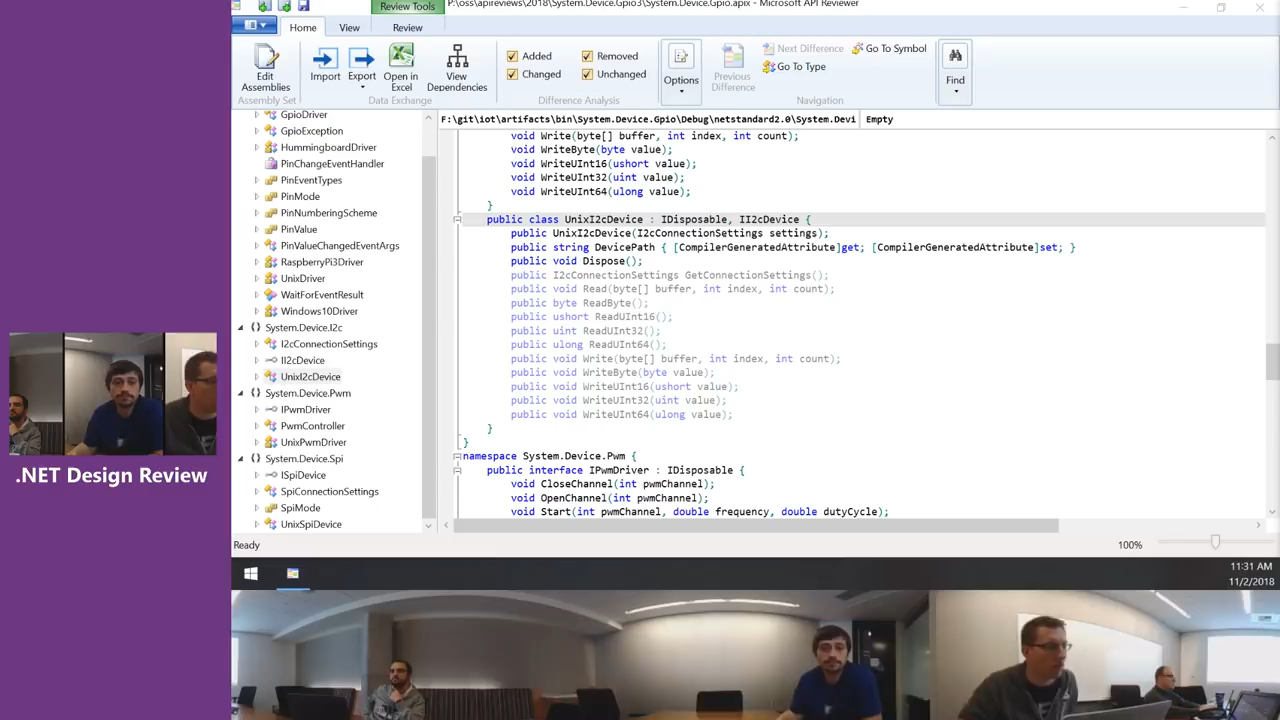 Review Tools
P:\oss\apireviews\2018\System.Device.Gpio3\System.Device.Gpio.apix - Microsoft API Reviewer
Home
View
Review
Edit Assemblies
Import
Export
Open in Excel
View Dependencies
Added
Removed
Changed
Unchanged
Options
Previous Difference
Next Difference
Go To Symbol
Go To Type
Find
Assembly Set
Data Exchange
Difference Analysis
Navigation
F:\git\iot\artifacts\bin\System.Device.Gpio\Debug\netstandard2.0\System.Devi
Empty
GpioDriver
GpioException
HummingboardDriver
PinChangeEventHandler
PinEventTypes
PinMode
PinNumberingScheme
PinValue
PinValueChangedEventArgs
RaspberryPi3Driver
UnixDriver
WaitForEventResult
Windows10Driver
System.Device.I2c
I2cConnectionSettings
II2cDevice
UnixI2cDevice
System.Device.Pwm
IPwmDriver
PwmController
UnixPwmDriver
System.Device.Spi
ISpiDevice
SpiConnectionSettings
SpiMode
UnixSpiDevice
void Write(byte[] buffer, int index, int count);
void WriteByte(byte value);
void WriteUInt16(ushort value);
void WriteUInt32(uint value);
void WriteUInt64(ulong value);
}
public class UnixI2cDevice : IDisposable, II2cDevice {
public UnixI2cDevice(I2cConnectionSettings settings);
public string DevicePath { [CompilerGeneratedAttribute]get; [CompilerGeneratedAttribute]set; }
public void Dispose();
public I2cConnectionSettings GetConnectionSettings();
public void Read(byte[] buffer, int index, int count);
public byte ReadByte();
public ushort ReadUInt16();
public uint ReadUInt32();
public ulong ReadUInt64();
public void Write(byte[] buffer, int index, int count);
public void WriteByte(byte value);
public void WriteUInt16(ushort value);
public void WriteUInt32(uint value);
public void WriteUInt64(ulong value);
}
}
namespace System.Device.Pwm {
public interface IPwmDriver : IDisposable {
void CloseChannel(int pwmChannel);
void OpenChannel(int pwmChannel);
void Start(int pwmChannel, double frequency, double dutyCycle);
Ready
100%
.NET Design Review
11:31 AM
11/2/2018